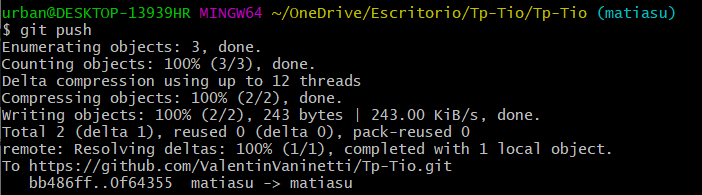 urban@DESKTOP-13939HR MINGW64 ~/OneDrive/Escritorio/Tp-Tio/Tp-Tio (matiasu)
$ git push
Enumerating objects: 3, done.
Counting objects: 100% (3/3), done.
Delta compression using up to 12 threads
Compressing objects: 100% (2/2), done.
Writing objects: 100% (2/2), 243 bytes | 243.00 KiB/s, done.
Total 2 (delta 1), reused 0 (delta 0), pack-reused 0
remote: Resolving deltas: 100% (1/1), completed with 1 local object.
To https://github.com/ValentinVaninetti/Tp-Tio.git
   bb486ff..0f64355  matiasu -> matiasu